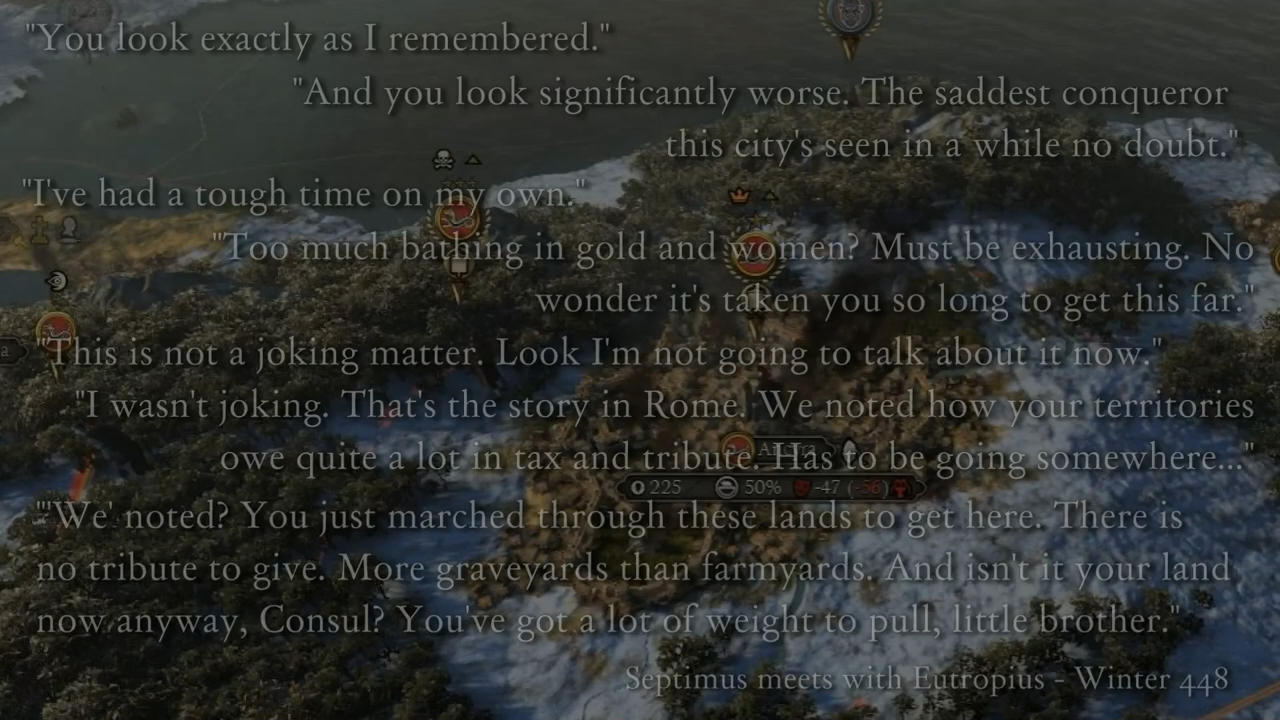 "You look exactly as I remembered."
"And you look significantly worse. The saddest conqueror
this city's seen in a while no doubt."
"I've had a tough time on my own."
"Too much bathing in gold and women? Must be exhausting. No
wonder it's taken you so long to get this far."
"This is not a joking matter. Look I'm not going to talk about it now."
"I wasn't joking. That's the story in Rome. We noted how your territories
owe quite a lot in tax and tribute. Has to be going somewhere..."
225 50% -47 (-56)
"'We' noted? You just marched through these lands to get here. There is
no tribute to give. More graveyards than farmyards. And isn't it your land
now anyway, Consul? You've got a lot of weight to pull, little brother."
Septimus meets with Eutropius - Winter 448